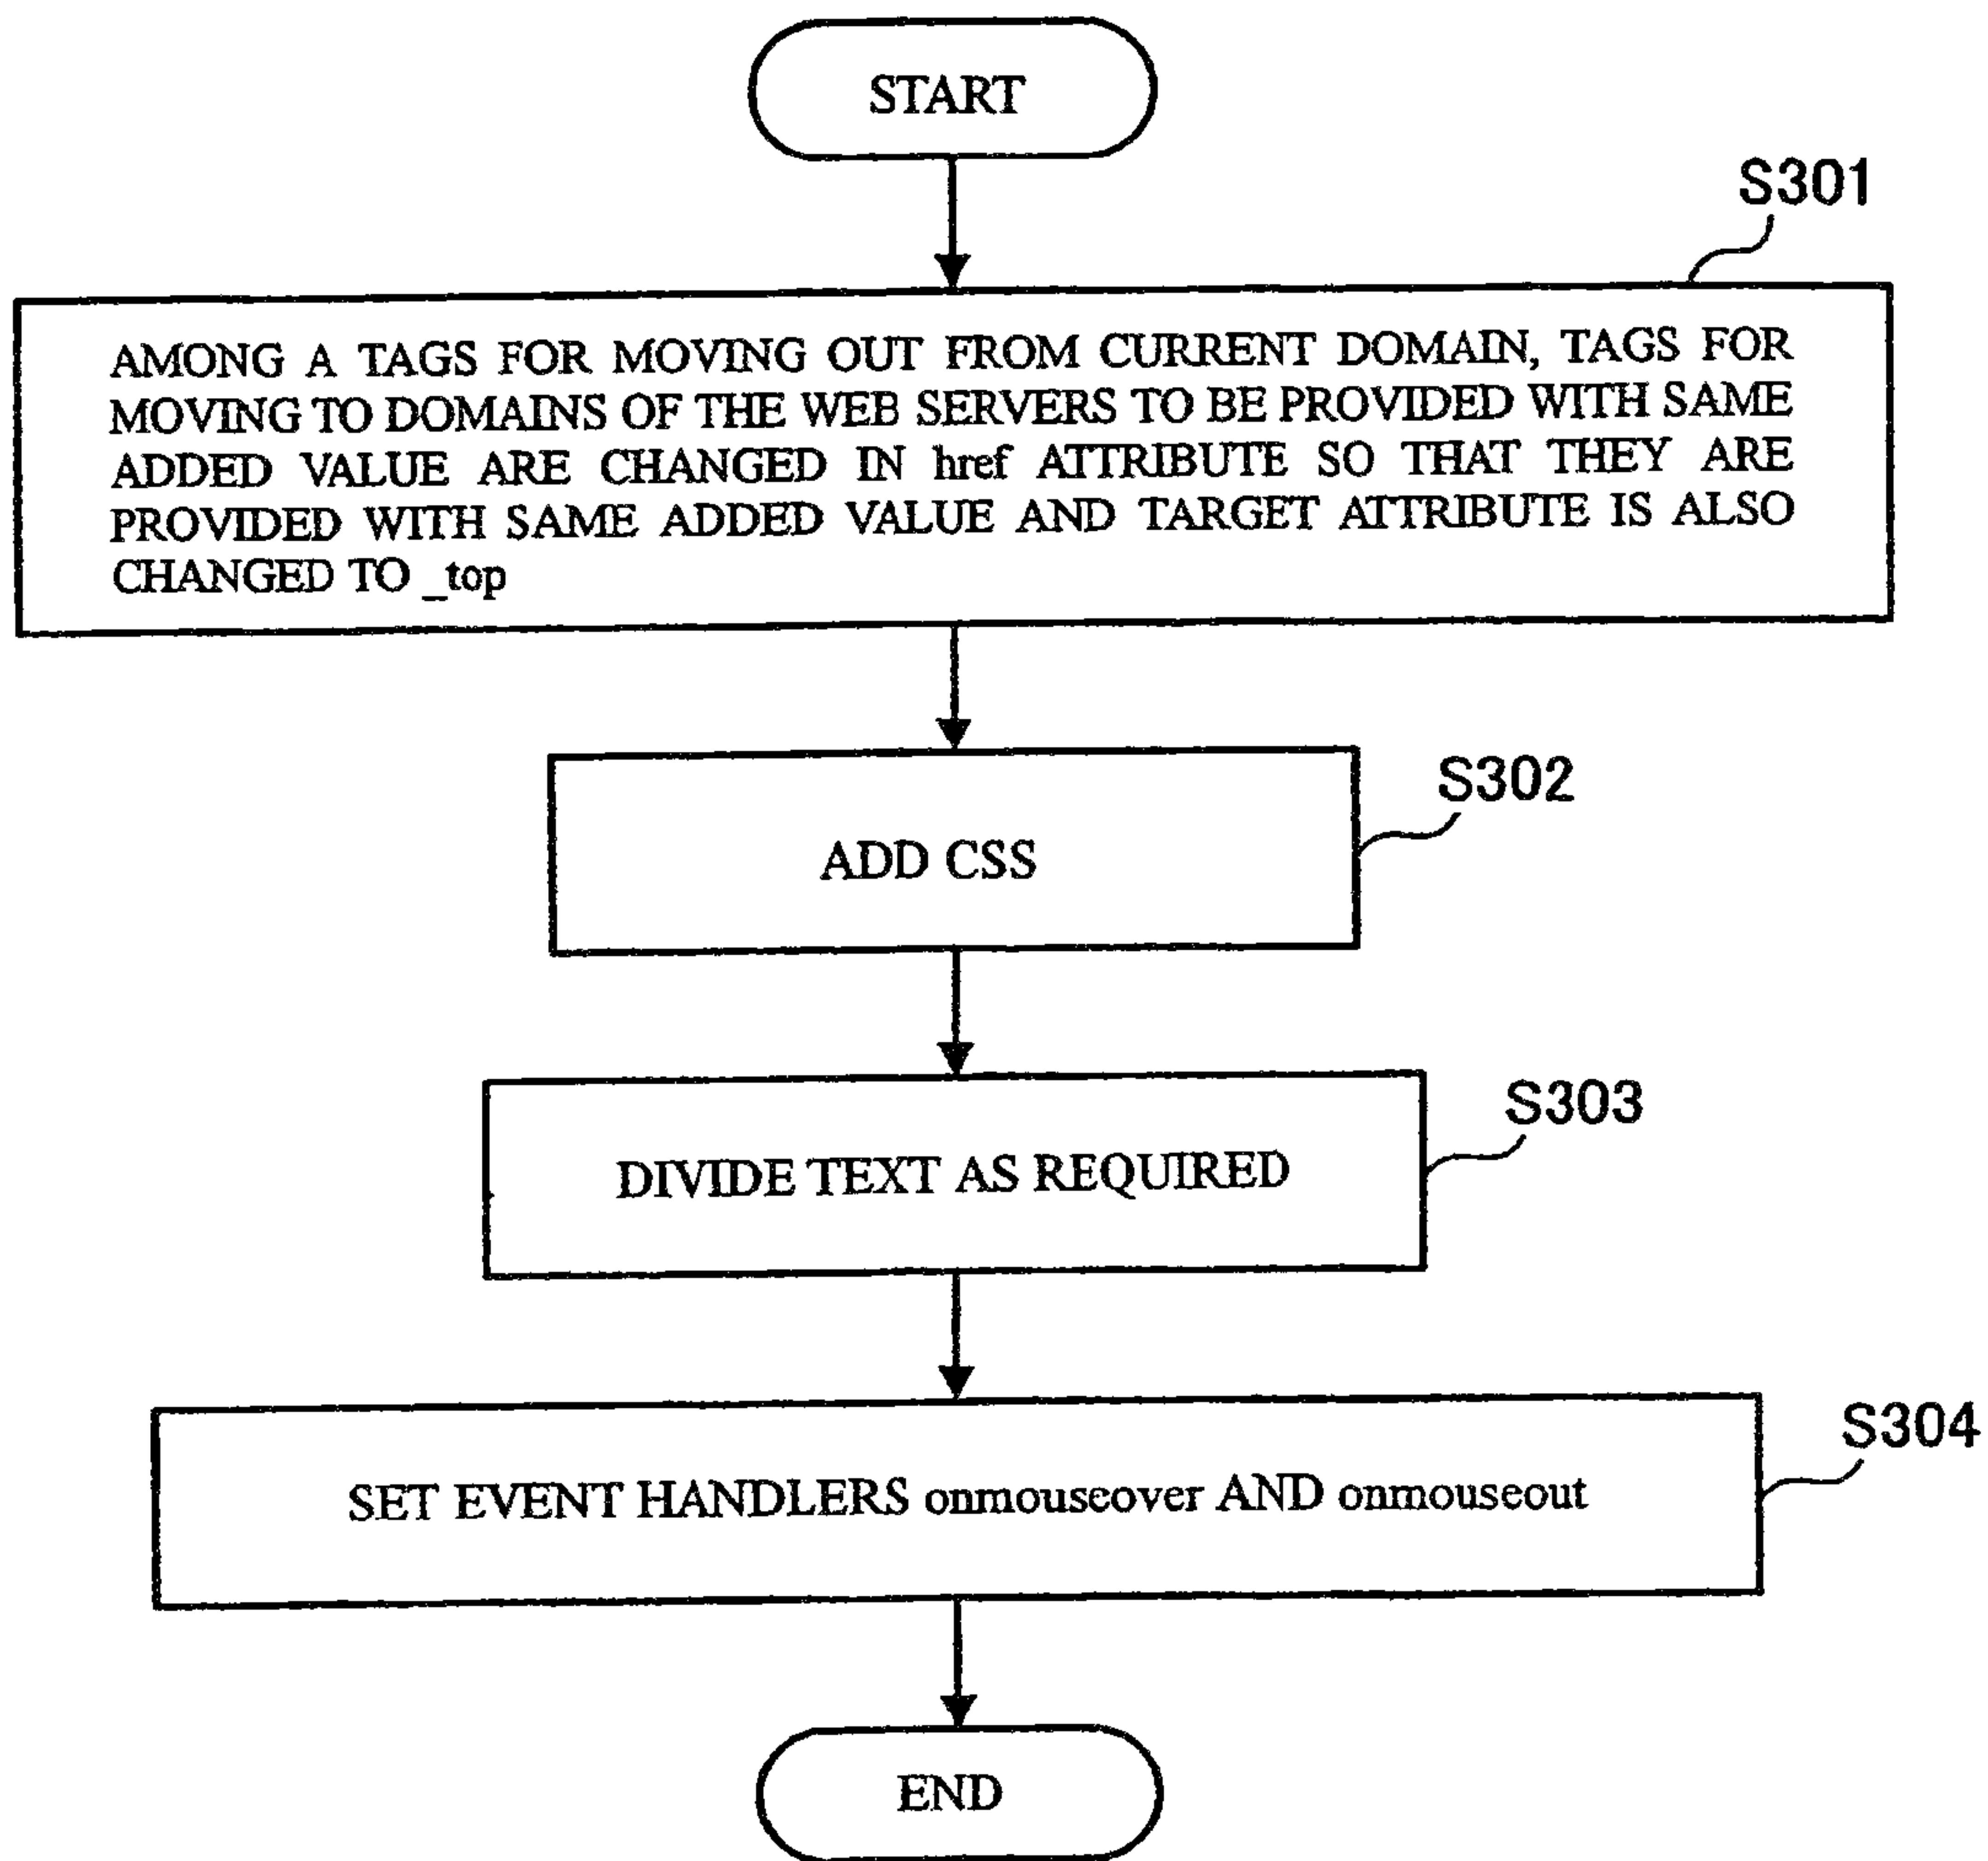 START
S301
AMONG A TAGS FOR MOVING OUT FROM CURRENT DOMAIN, TAGS FOR
MOVING TO DOMAINS OF THE WEB SERVERS TO BE PROVIDED WITH SAME
ADDED VALUE ARE CHANGED IN href ATTRIBUTE SO THAT THEY ARE
PROVIDED WITH SAME ADDED VALUE AND TARGET ATTRIBUTE IS ALSO
CHANGED TO _top
S302
ADD CSS
S303
DIVIDE TEXT AS REQUIRED
S304
SET EVENT HANDLERS onmouseover AND onmouseout
END